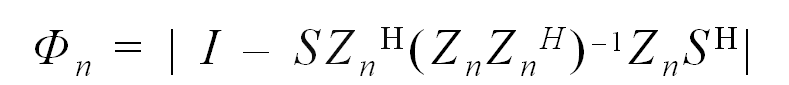 Φₙ = | I − SZₙᴴ(ZₙZₙᴴ)⁻¹ZₙSᴴ|